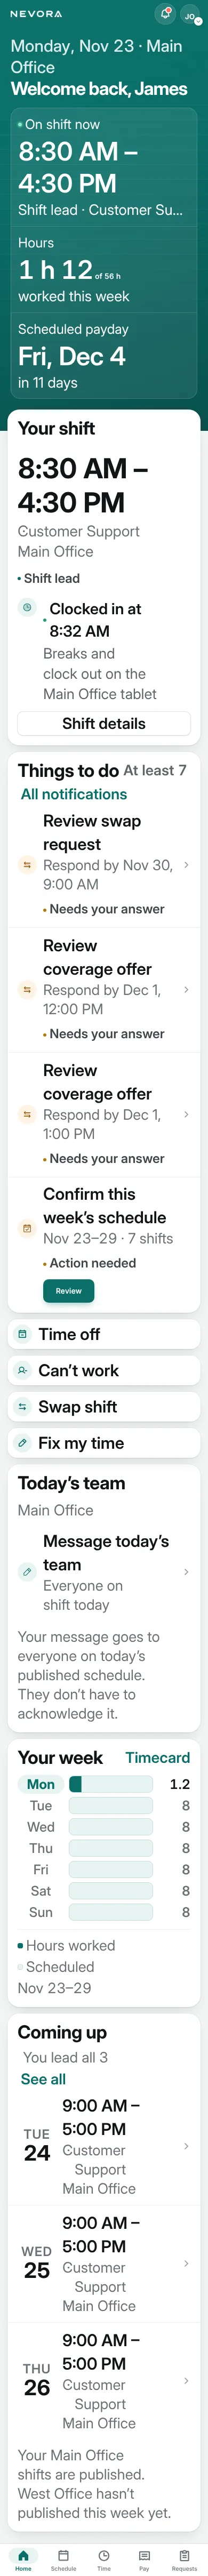 NEVORA
JO
Monday, Nov 23 · Main
Office
Welcome back, James
On shift now
8:30 AM –
4:30 PM
Shift lead · Customer Su...
Hours
1 h 12 of 56 h
worked this week
Scheduled payday
Fri, Dec 4
in 11 days
Your shift
8:30 AM –
4:30 PM
Customer Support
Main Office
Shift lead
Clocked in at
8:32 AM
Breaks and
clock out on the
Main Office tablet
Shift details
Things to do At least 7
All notifications
Review swap
request
Respond by Nov 30,
9:00 AM
Needs your answer
Review
coverage offer
Respond by Dec 1,
12:00 PM
Needs your answer
Review
coverage offer
Respond by Dec 1,
1:00 PM
Needs your answer
Confirm this
week’s schedule
Nov 23–29 · 7 shifts
Action needed
Review
Time off
Can’t work
Swap shift
Fix my time
Today’s team
Main Office
Message today’s
team
Everyone on
shift today
Your message goes to
everyone on today’s
published schedule.
They don’t have to
acknowledge it.
Your week Timecard
Mon 1.2
Tue 8
Wed 8
Thu 8
Fri 8
Sat 8
Sun 8
Hours worked
Scheduled
Nov 23–29
Coming up
You lead all 3
See all
TUE
24
9:00 AM –
5:00 PM
Customer
Support
Main Office
WED
25
9:00 AM –
5:00 PM
Customer
Support
Main Office
THU
26
9:00 AM –
5:00 PM
Customer
Support
Main Office
Your Main Office
shifts are published.
West Office hasn’t
published this week yet.
Home Schedule Time Pay Requests